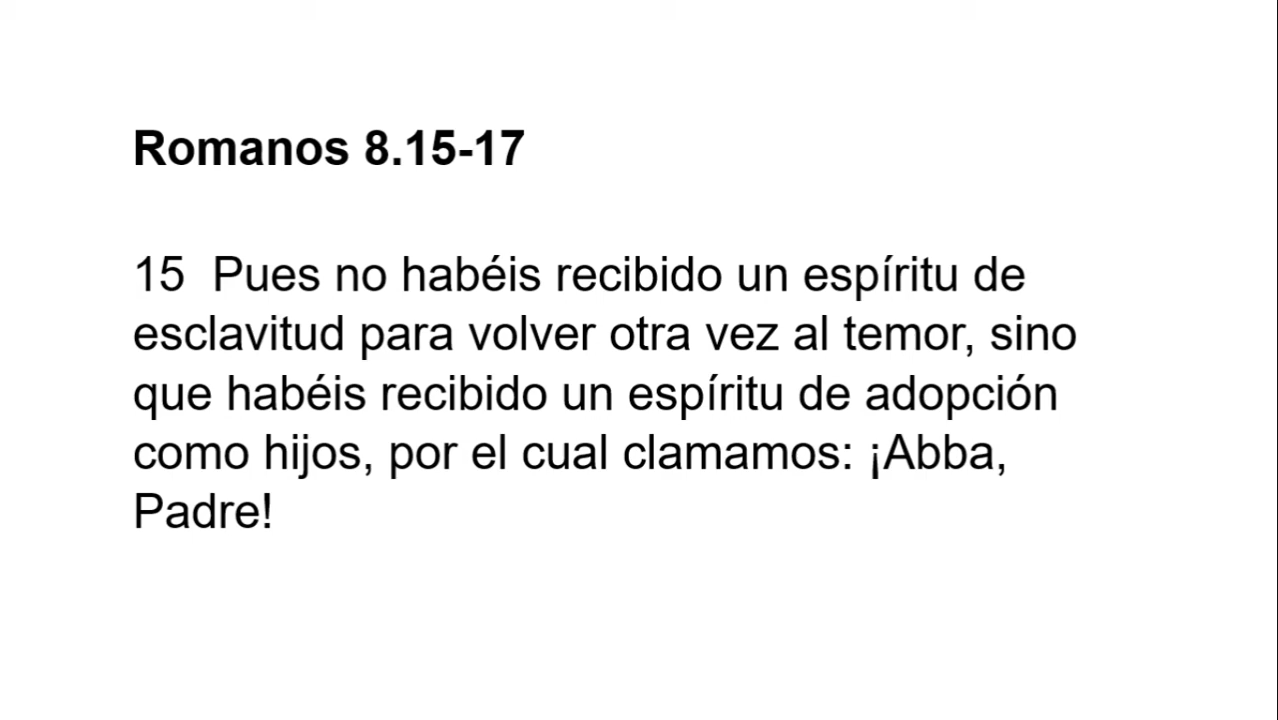 Romanos 8.15-17
15  Pues no habéis recibido un espíritu de
esclavitud para volver otra vez al temor, sino
que habéis recibido un espíritu de adopción
como hijos, por el cual clamamos: ¡Abba,
Padre!